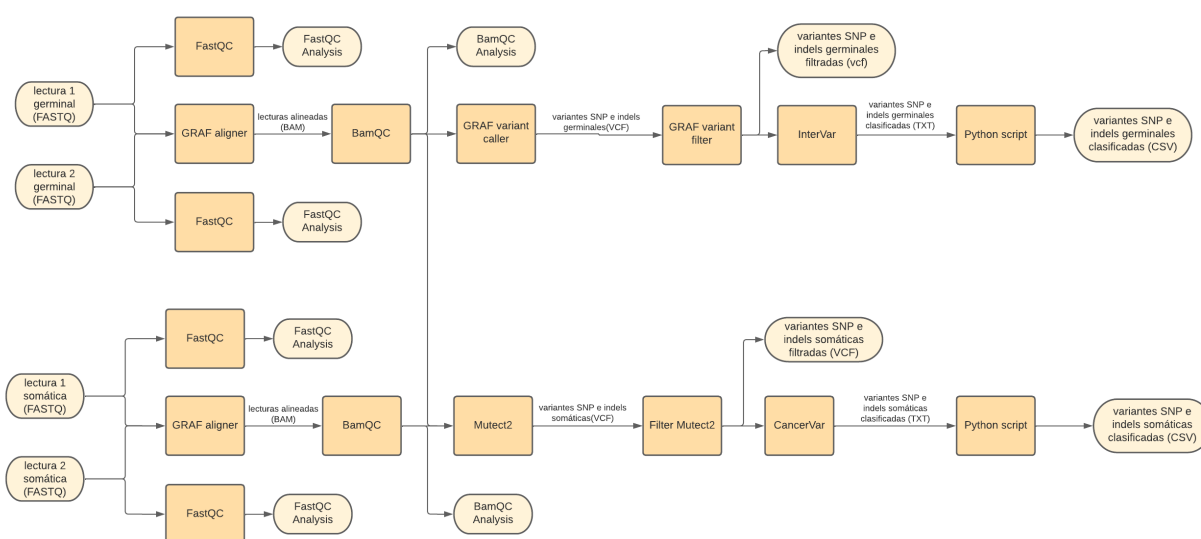 FastQC
FastQC
Analysis
BamQC
Analysis
variantes SNP e
indels germinales
filtradas (vcf)
lectura 1
germinal
(FASTQ)
GRAF aligner
lecturas alineadas
(BAM)
BamQC
GRAF variant
caller
variantes SNP e indels
germinales(VCF)
GRAF variant
filter
InterVar
variantes SNP e
indels germinales
clasificadas (TXT)
Python script
variantes SNP e
indels germinales
clasificadas (CSV)
lectura 2
germinal
(FASTQ)
FastQC
FastQC
Analysis
FastQC
FastQC
Analysis
variantes SNP e
indels somáticas
filtradas (VCF)
lectura 1
somática
(FASTQ)
GRAF aligner
lecturas alineadas
(BAM)
BamQC
Mutect2
variantes SNP e indels
somáticas(VCF)
Filter Mutect2
CancerVar
variantes SNP e
indels somáticas
clasificadas (TXT)
Python script
variantes SNP e
indels somáticas
clasificadas (CSV)
lectura 2
somática
(FASTQ)
FastQC
FastQC
Analysis
BamQC
Analysis